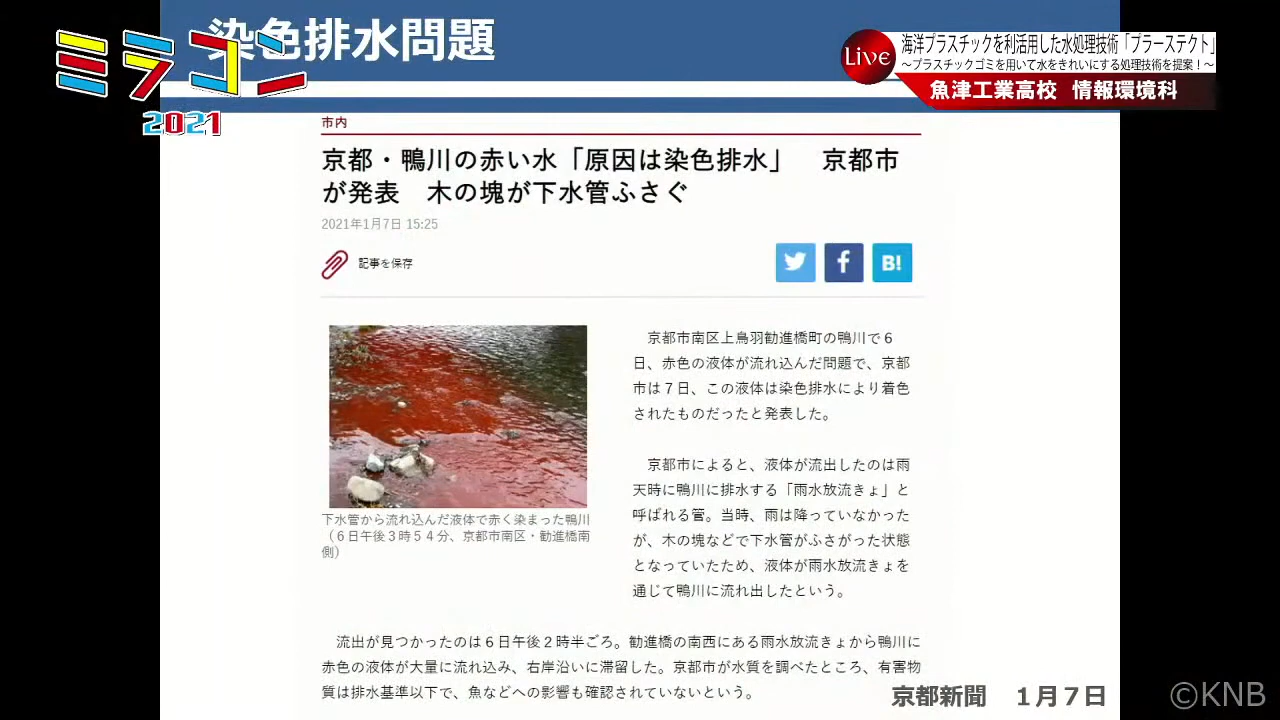 染色排水問題
ミラコン
2021
Live
海洋プラスチックを利活用した水処理技術「プラーステクト」
～プラスチックゴミを用いて水をきれいにする処理技術を提案！～
魚津工業高校 情報環境科
市内
京都・鴨川の赤い水「原因は染色排水」　京都市
が発表　木の塊が下水管ふさぐ
2021年1月7日 15:25
記事を保存
B!
下水管から流れ込んだ液体で赤く染まった鴨川
（６日午後３時５４分、京都市南区・勧進橋南
側）
京都市南区上鳥羽勧進橋町の鴨川で６
日、赤色の液体が流れ込んだ問題で、京都
市は７日、この液体は染色排水により着色
されたものだったと発表した。
京都市によると、液体が流出したのは雨
天時に鴨川に排水する「雨水放流きょ」と
呼ばれる管。当時、雨は降っていなかった
が、木の塊などで下水管がふさがった状態
となっていたため、液体が雨水放流きょを
通じて鴨川に流れ出したという。
流出が見つかったのは６日午後２時半ごろ。勧進橋の南西にある雨水放流きょから鴨川に
赤色の液体が大量に流れ込み、右岸沿いに滞留した。京都市が水質を調べたところ、有害物
質は排水基準以下で、魚などへの影響も確認されていないという。
京都新聞　１月７日
©KNB